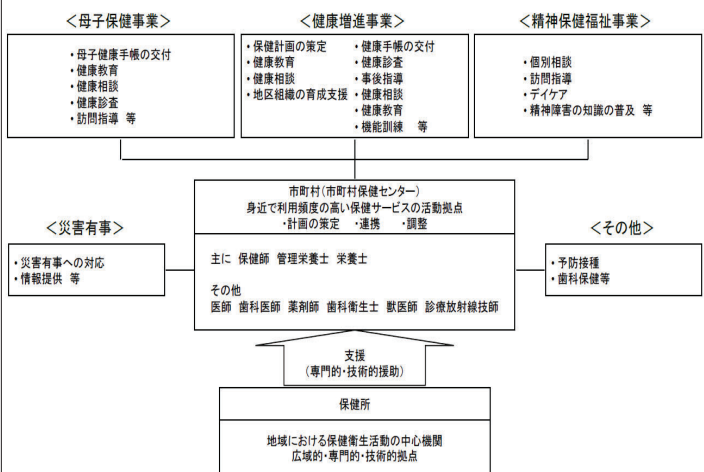 ＜母子保健事業＞
・母子健康手帳の交付
・健康教育
・健康相談
・健康診査
・訪問指導 等
＜健康増進事業＞
・保健計画の策定
・健康教育
・健康相談
・地区組織の育成支援
・健康手帳の交付
・健康診査
・事後指導
・健康相談
・健康教育
・機能訓練 等
＜精神保健福祉事業＞
・個別相談
・訪問指導
・デイケア
・精神障害の知識の普及 等
＜災害有事＞
・災害有事への対応
・情報提供 等
市町村（市町村保健センター）
身近で利用頻度の高い保健サービスの活動拠点
・計画の策定 ・連携 ・調整
主に 保健師 管理栄養士 栄養士
その他
医師 歯科医師 薬剤師 歯科衛生士 獣医師 診療放射線技師
＜その他＞
・予防接種
・歯科保健等
支援
（専門的・技術的援助）
保健所
地域における保健衛生活動の中心機関
広域的・専門的・技術的拠点